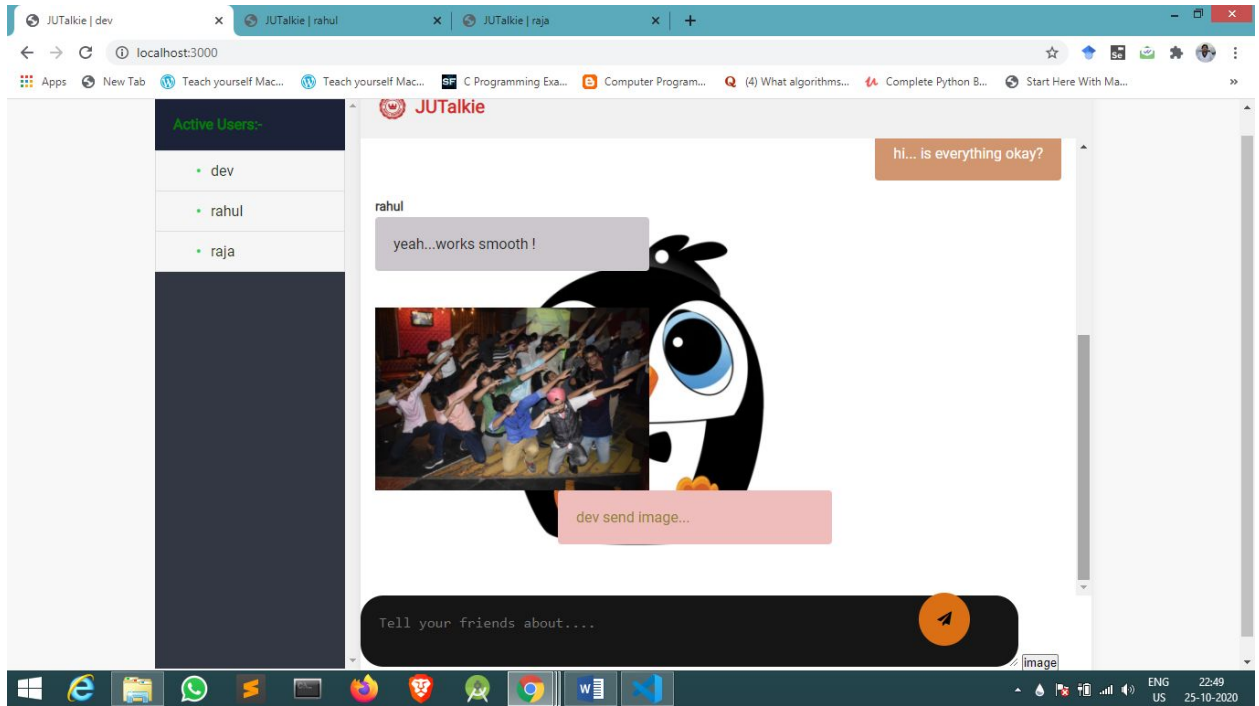 JUTalkie | dev
JUTalkie | rahul
JUTalkie | raja
localhost:3000
Apps
New Tab
Teach yourself Mac...
Teach yourself Mac...
SF C Programming Exa...
Computer Program...
(4) What algorithms...
Complete Python B...
Start Here With Ma...
»
Active Users:-
dev
rahul
raja
JUTalkie
hi... is everything okay?
rahul
yeah...works smooth !
dev send image...
Tell your friends about....
image
ENG
US
22:49
25-10-2020